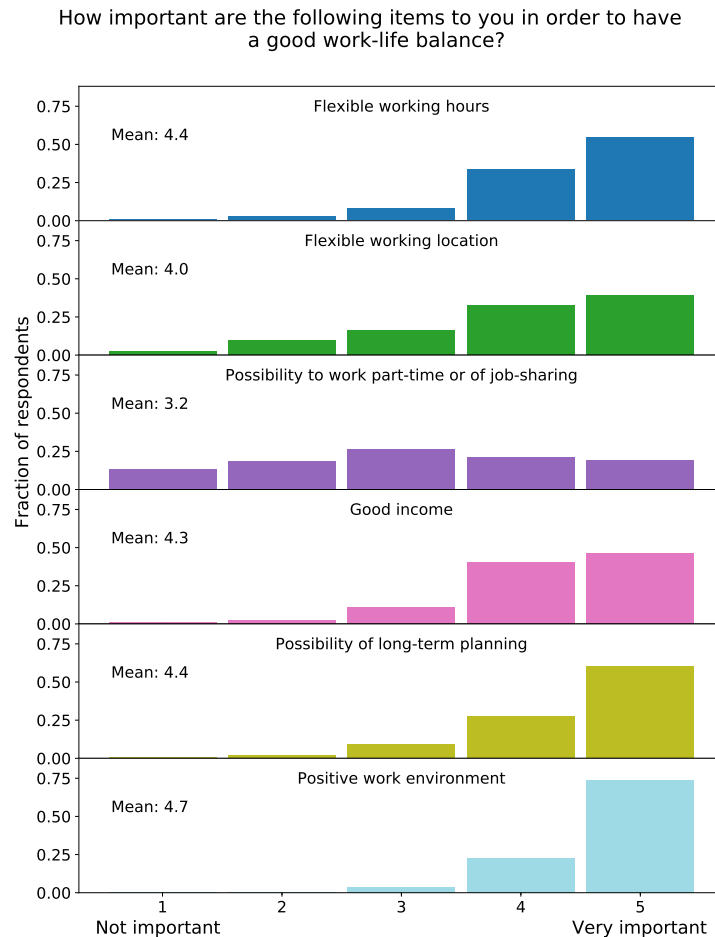 How important are the following items to you in order to have
a good work-life balance?
Fraction of respondents
0.75
Flexible working hours
Mean: 4.4
0.50
0.25
0.00
0.75
Flexible working location
Mean: 4.0
0.50
0.25
0.00
0.75
Possibility to work part-time or of job-sharing
Mean: 3.2
0.50
0.25
0.00
0.75
Good income
Mean: 4.3
0.50
0.25
0.00
0.75
Possibility of long-term planning
Mean: 4.4
0.50
0.25
0.00
0.75
Positive work environment
Mean: 4.7
0.50
0.25
0.00
1 2 3 4 5
Not important Very important